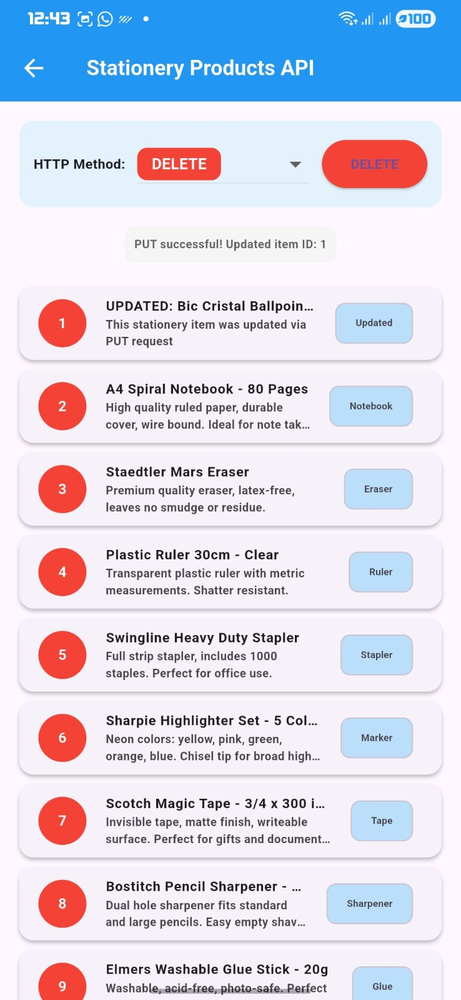 12:43
100
Stationery Products API
HTTP Method:
DELETE
DELETE
PUT successful! Updated item ID: 1
1
UPDATED: Bic Cristal Ballpoin...
This stationery item was updated via
PUT request
Updated
2
A4 Spiral Notebook - 80 Pages
High quality ruled paper, durable
cover, wire bound. Ideal for note tak...
Notebook
3
Staedtler Mars Eraser
Premium quality eraser, latex-free,
leaves no smudge or residue.
Eraser
4
Plastic Ruler 30cm - Clear
Transparent plastic ruler with metric
measurements. Shatter resistant.
Ruler
5
Swingline Heavy Duty Stapler
Full strip stapler, includes 1000
staples. Perfect for office use.
Stapler
6
Sharpie Highlighter Set - 5 Col...
Neon colors: yellow, pink, green,
orange, blue. Chisel tip for broad high...
Marker
7
Scotch Magic Tape - 3/4 x 300 i...
Invisible tape, matte finish, writeable
surface. Perfect for gifts and document...
Tape
8
Bostitch Pencil Sharpener - ...
Dual hole sharpener fits standard
and large pencils. Easy empty shav...
Sharpener
9
Elmers Washable Glue Stick - 20g
Washable, acid-free, photo-safe. Perfect
Glue